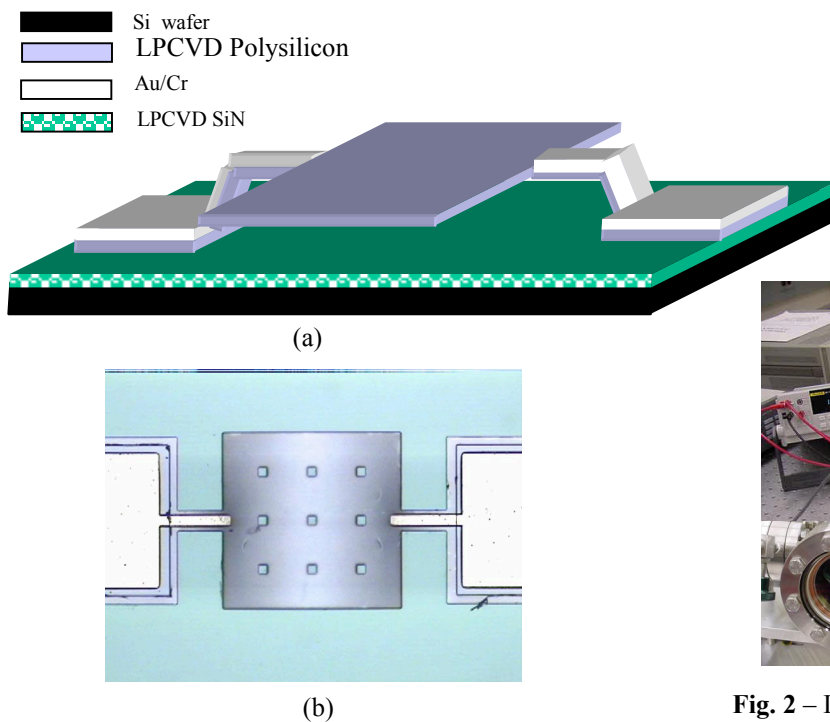 Si wafer
LPCVD Polysilicon
Au/Cr
LPCVD SiN
(a)
(b)
Fig. 2 –